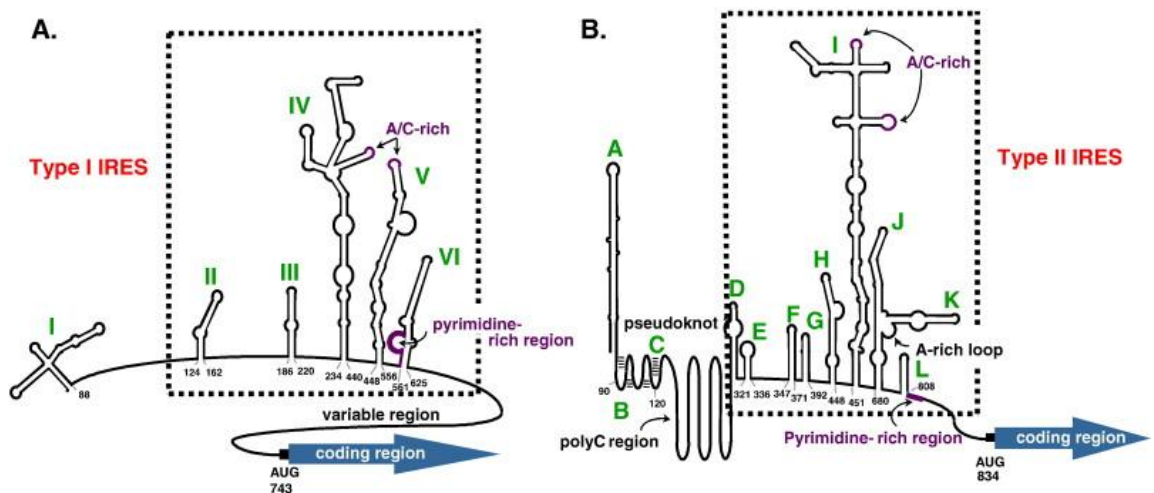 A.
IV
A/C-rich
Type I IRES
V
VI
II
III
I
pyrimidine-
rich region
88
124 162
186 220
234 440 448 556 561 625
variable region
coding region
AUG
743
B.
I
A/C-rich
A
Type II IRES
J
H
D
K
pseudoknot
F
G
E
C
A-rich loop
L
90
120
321 336 347 371 392 448 451 680 808
B
polyC region
Pyrimidine- rich region
coding region
AUG
834